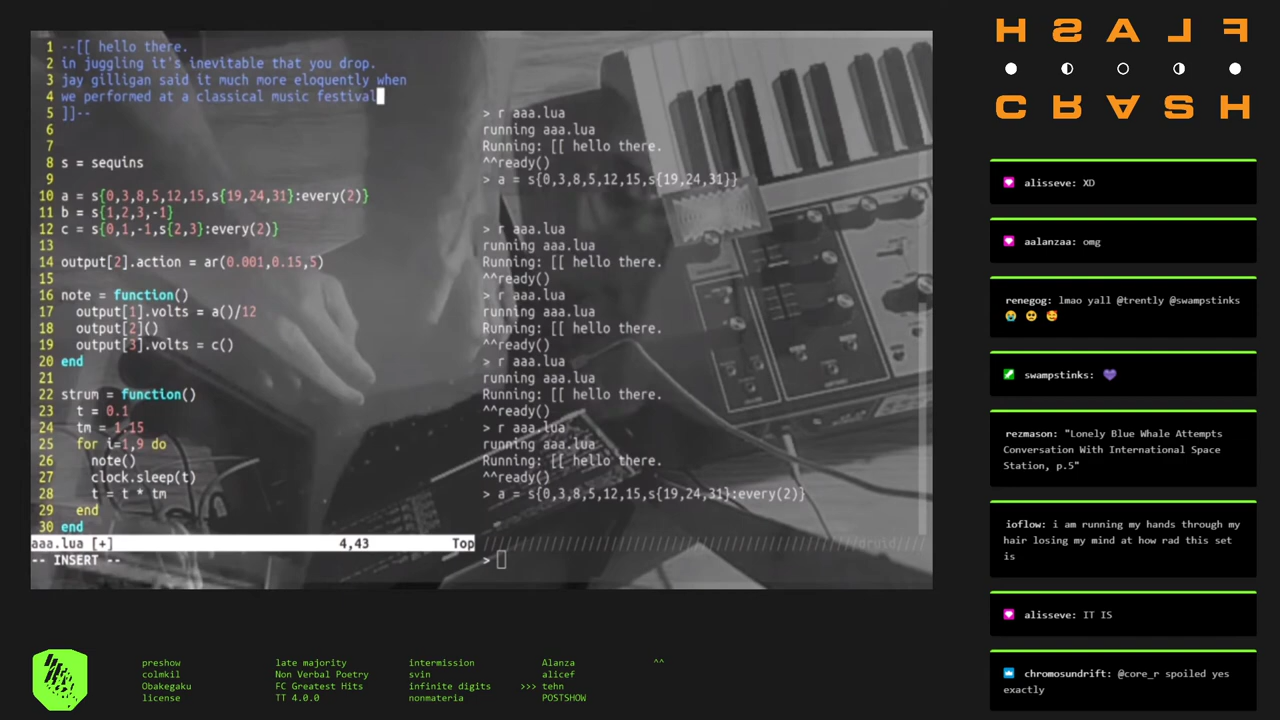 1 --[[ hello there.
2 in juggling it's inevitable that you drop.
3 jay gilligan said it much more eloquently when
4 we performed at a classical music festival
5 ]]--
6
7
8 s = sequins
9
10 a = s{0,3,8,5,12,15,s{19,24,31}:every(2)}
11 b = s{1,2,3,-1}
12 c = s{0,1,-1,s{2,3}:every(2)}
13
14 output[2].action = ar(0.001,0.15,5)
15
16 note = function()
17 output[1].volts = a()/12
18 output[2]()
19 output[3].volts = c()
20 end
21
22 strum = function()
23 t = 0.1
24 tm = 1.15
25 for i=1,9 do
26 note()
27 clock.sleep(t)
28 t = t * tm
29 end
30 end
aaa.lua [+] 4,43 Top
-- INSERT --
> r aaa.lua
running aaa.lua
Running: [[ hello there.
^^ready()
> a = s{0,3,8,5,12,15,s{19,24,31}}
> r aaa.lua
running aaa.lua
Running: [[ hello there.
^^ready()
> r aaa.lua
running aaa.lua
Running: [[ hello there.
^^ready()
> r aaa.lua
running aaa.lua
Running: [[ hello there.
^^ready()
> r aaa.lua
running aaa.lua
Running: [[ hello there.
^^ready()
> a = s{0,3,8,5,12,15,s{19,24,31}:every(2)}
////////////////////////////////////////druid////
>
FLASH
CRASH
alisseve: XD
aalanzaa: omg
renegog: lmao yall @trently @swampstinks
😭 🥺 🤩
swampstinks: 💜
rezmason: "Lonely Blue Whale Attempts
Conversation With International Space
Station, p.5"
ioflow: i am running my hands through my
hair losing my mind at how rad this set
is
alisseve: IT IS
chromosundrift: @core_r spoiled yes
exactly
preshow
colmkil
Obakegaku
license
late majority
Non Verbal Poetry
FC Greatest Hits
TT 4.0.0
intermission
svin
infinite digits
nonmateria
Alanza
alicef
>>> tehn
POSTSHOW
^^